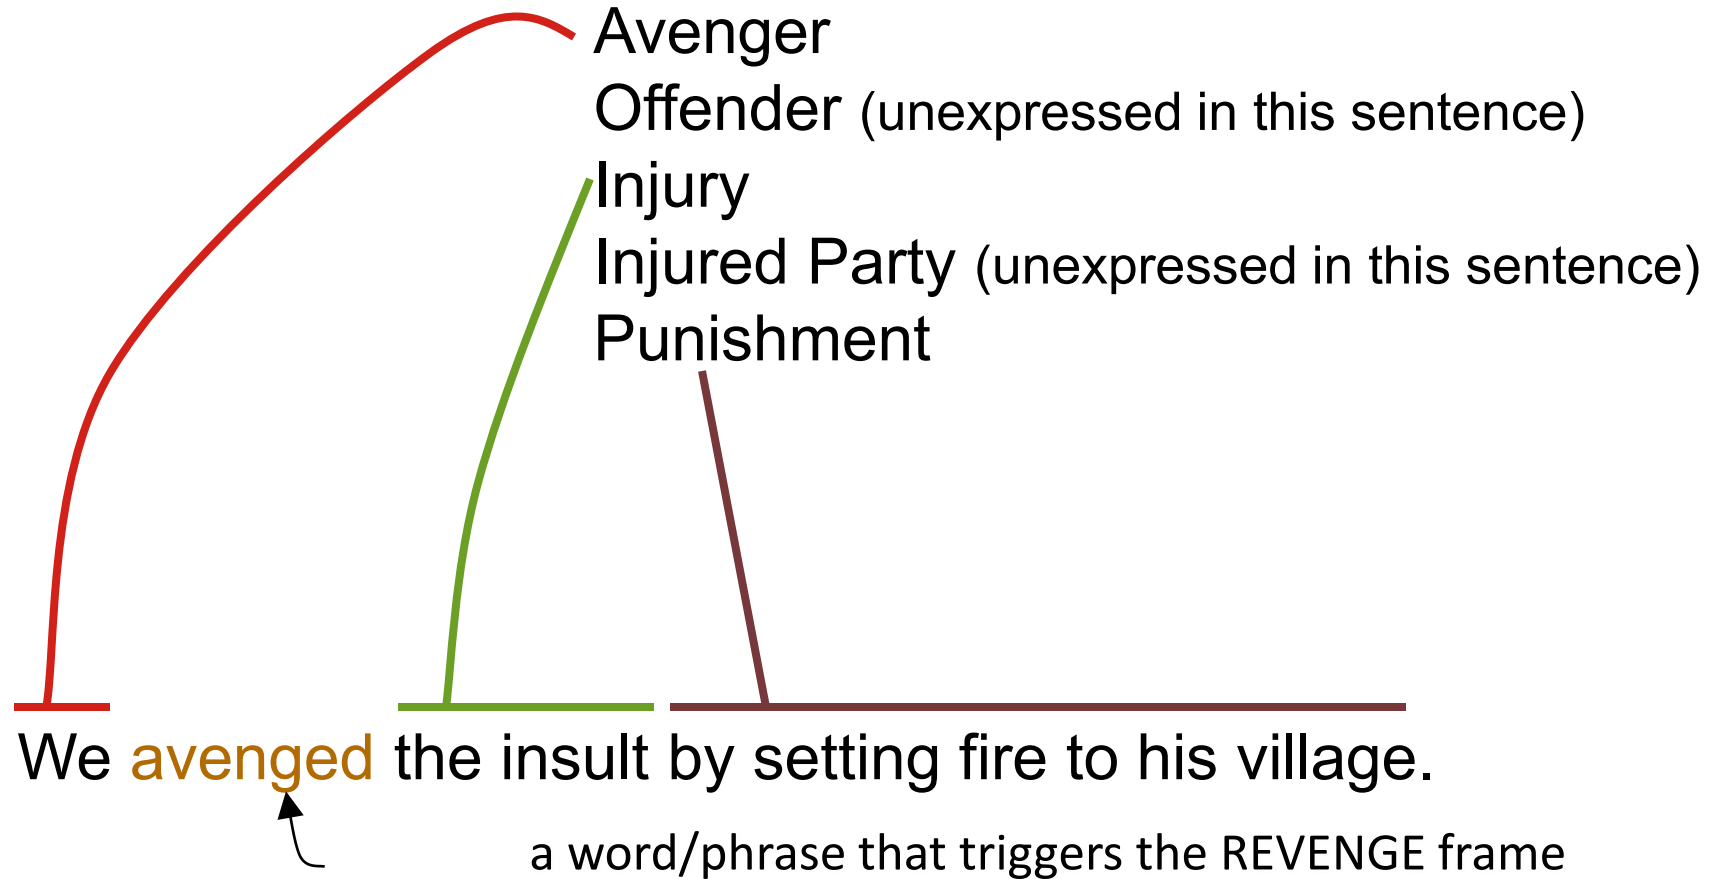 Avenger
Offender (unexpressed in this sentence)
Injury
Injured Party (unexpressed in this sentence)
Punishment
We avenged the insult by setting fire to his village.
a word/phrase that triggers the REVENGE frame